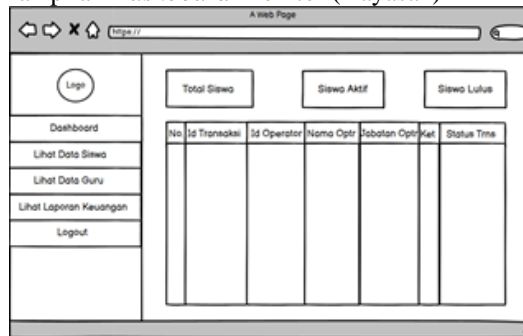 A Web Page
https://
Logo
Total Siswa
Siswa Aktif
Siswa Lulus
Dashboard
Lihat Data Siswa
Lihat Data Guru
Lihat Laporan Keuangan
Logout
No. Id Transaksi Id Operator Nama Optr Jabatan Optr Ket Status Trns